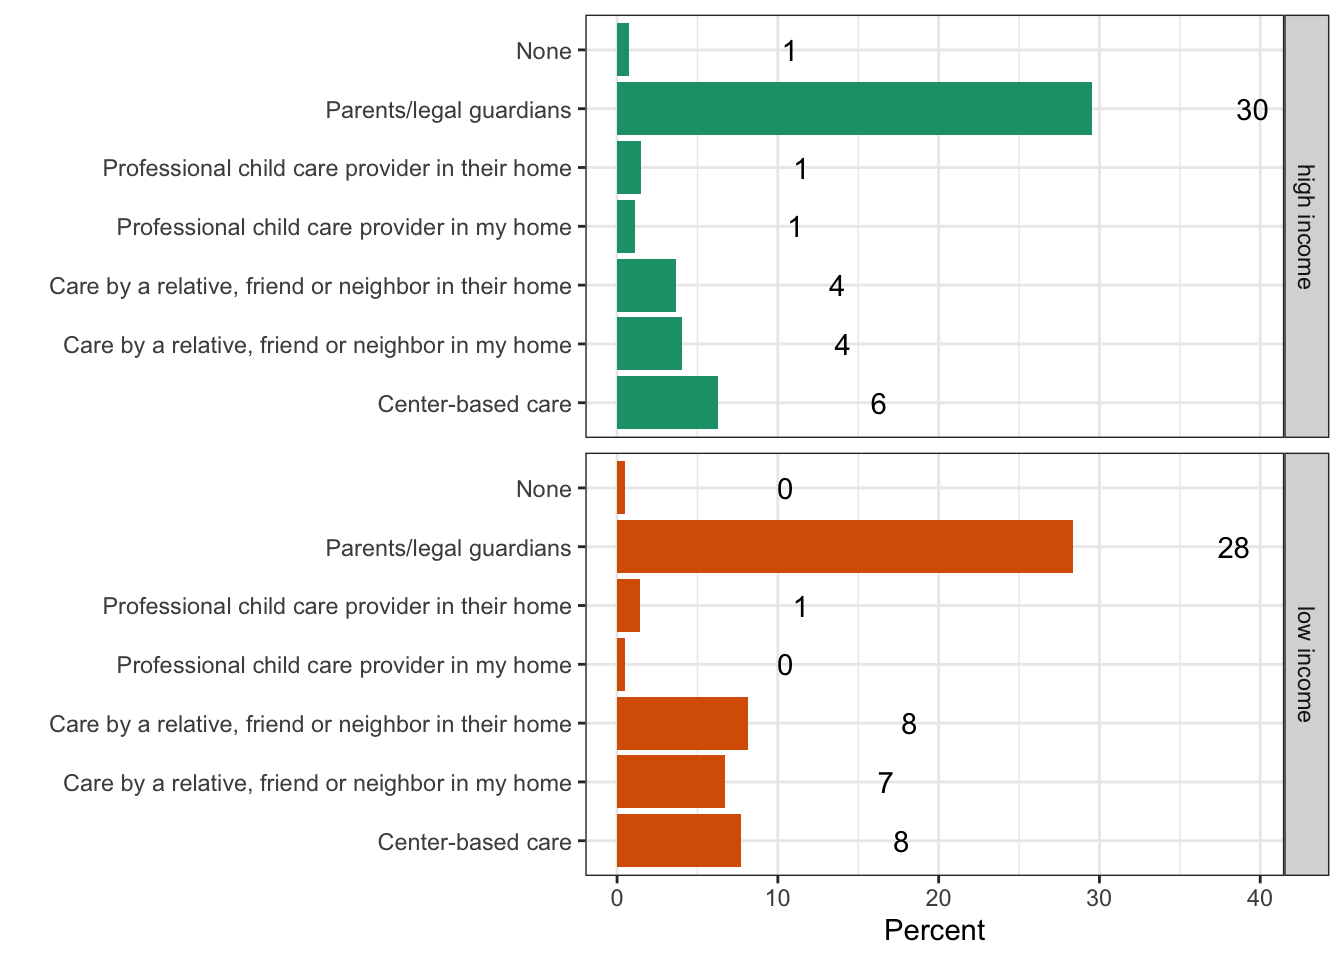 None 1
Parents/legal guardians 30
Professional child care provider in their home 1
Professional child care provider in my home 1
Care by a relative, friend or neighbor in their home 4
Care by a relative, friend or neighbor in my home 4
Center-based care 6
high income
None 0
Parents/legal guardians 28
Professional child care provider in their home 1
Professional child care provider in my home 0
Care by a relative, friend or neighbor in their home 8
Care by a relative, friend or neighbor in my home 7
Center-based care 8
low income
0 10 20 30 40
Percent